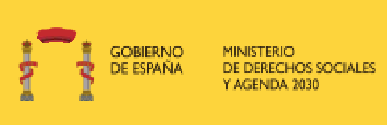 GOBIERNO
DE ESPAÑA
MINISTERIO
DE DERECHOS SOCIALES
Y AGENDA 2030